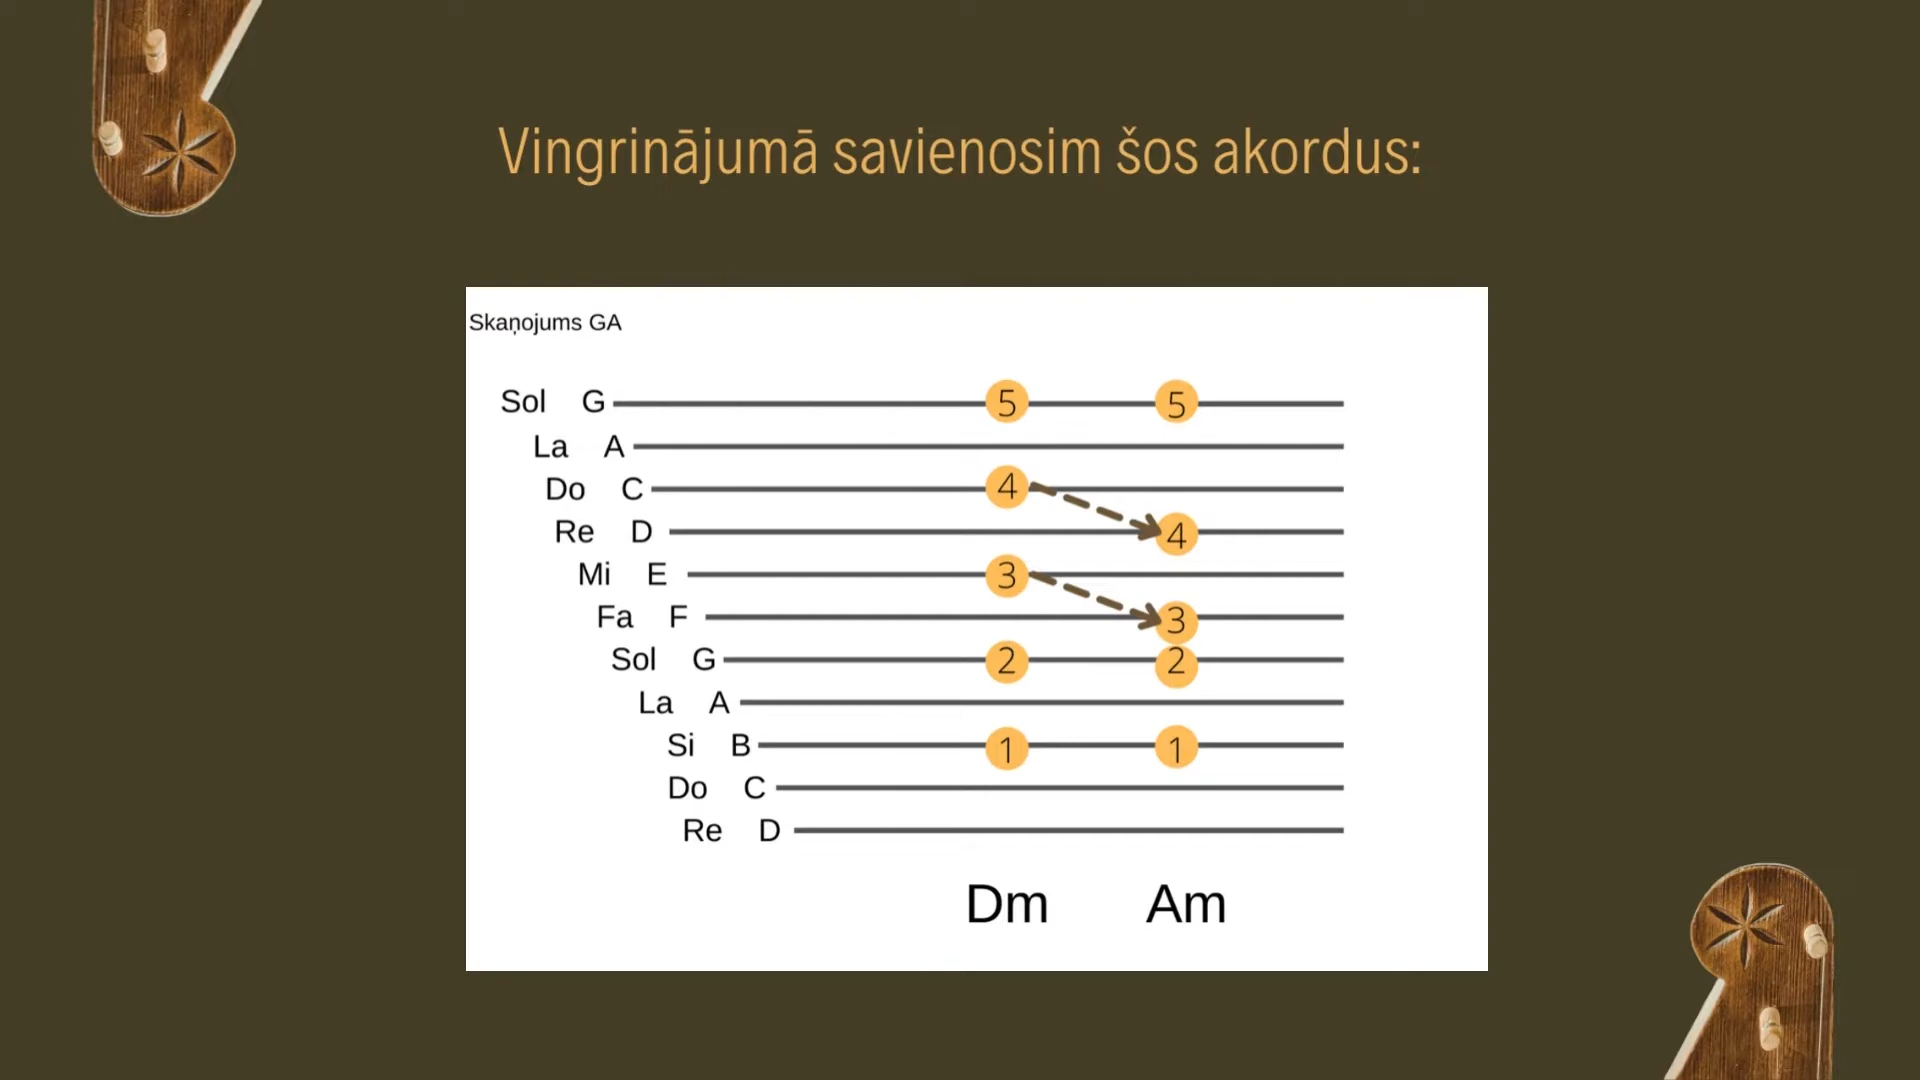 Vingrinājumā savienosim šos akordus:
Skaņojums GA
Sol G 5 5
La A
Do C 4
Re D 4
Mi E 3
Fa F 3
Sol G 2 2
La A
Si B 1 1
Do C
Re D
Dm Am